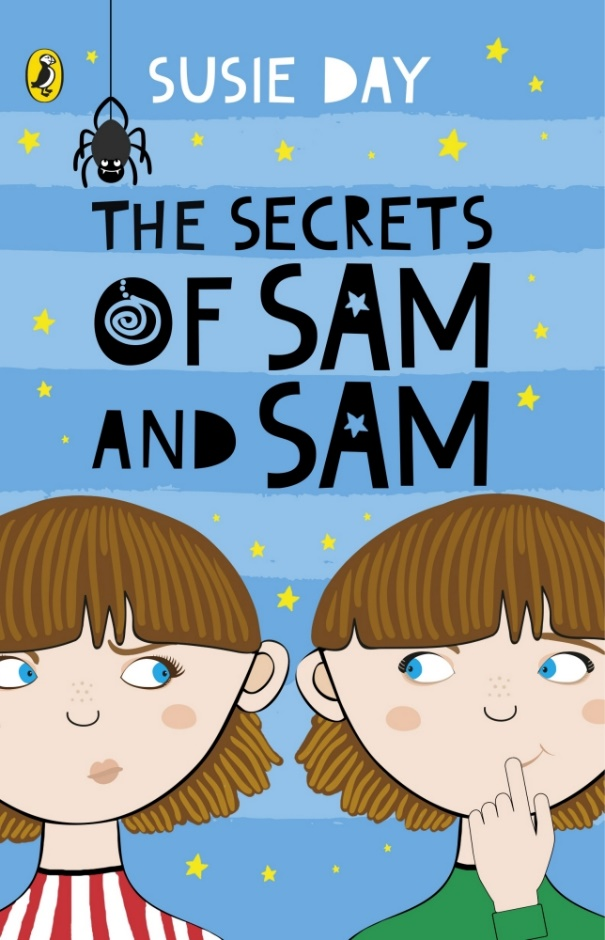 SUSIE DAY
THE SECRETS
OF SAM
AND SAM